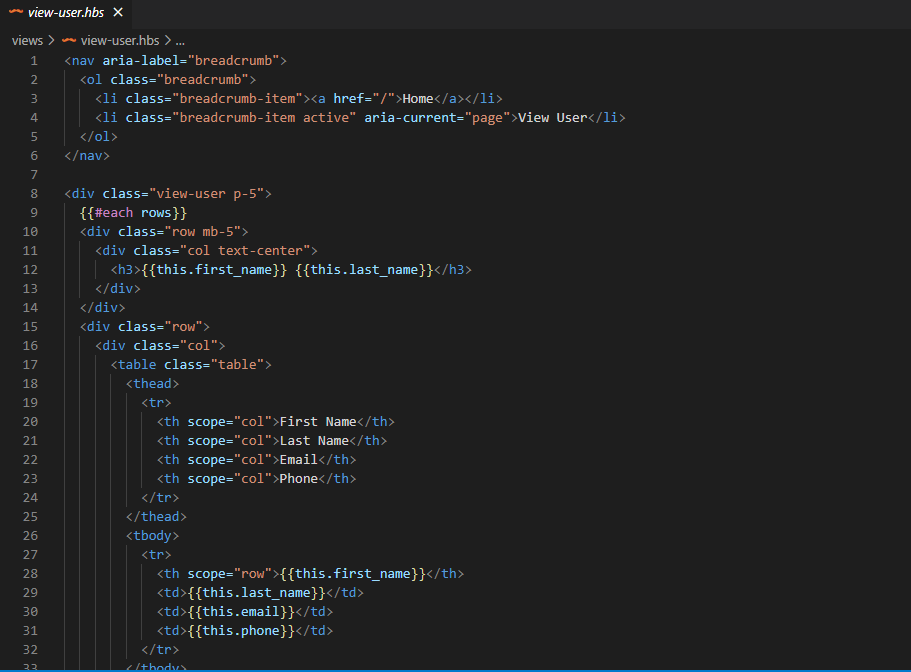 view-user.hbs ×
views > view-user.hbs > ...
1 <nav aria-label="breadcrumb">
2 <ol class="breadcrumb">
3 <li class="breadcrumb-item"><a href="/">Home</a></li>
4 <li class="breadcrumb-item active" aria-current="page">View User</li>
5 </ol>
6 </nav>
7
8 <div class="view-user p-5">
9 {{#each rows}}
10 <div class="row mb-5">
11 <div class="col text-center">
12 <h3>{{this.first_name}} {{this.last_name}}</h3>
13 </div>
14 </div>
15 <div class="row">
16 <div class="col">
17 <table class="table">
18 <thead>
19 <tr>
20 <th scope="col">First Name</th>
21 <th scope="col">Last Name</th>
22 <th scope="col">Email</th>
23 <th scope="col">Phone</th>
24 </tr>
25 </thead>
26 <tbody>
27 <tr>
28 <th scope="row">{{this.first_name}}</th>
29 <td>{{this.last_name}}</td>
30 <td>{{this.email}}</td>
31 <td>{{this.phone}}</td>
32 </tr>
33 </tbody>